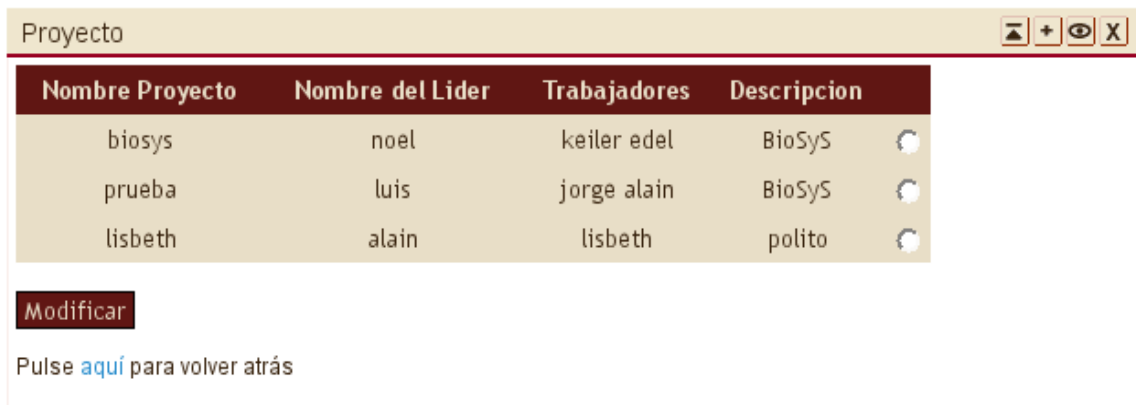 Proyecto X
Nombre Proyecto Nombre del Lider Trabajadores Descripcion
biosys noel keiler edel BioSyS
prueba luis jorge alain BioSyS
lisbeth alain lisbeth polito
Modificar
Pulse aquí para volver atrás